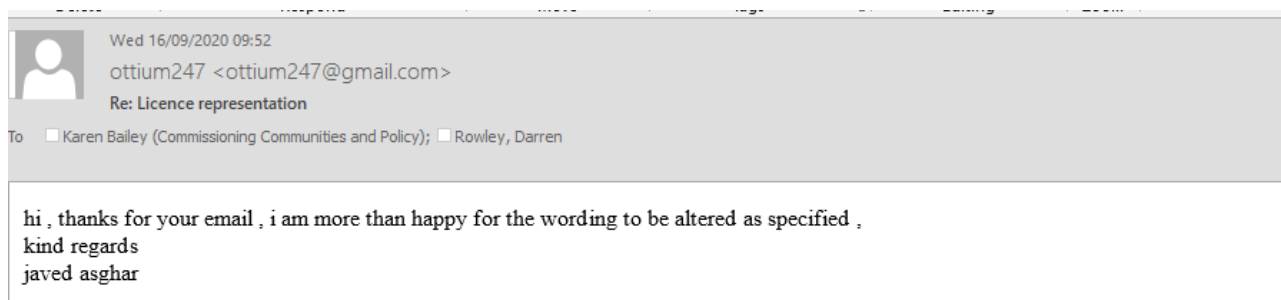 Wed 16/09/2020 09:52
ottium247 <ottium247@gmail.com>
Re: Licence representation
To Karen Bailey (Commissioning Communities and Policy); Rowley, Darren
hi , thanks for your email , i am more than happy for the wording to be altered as specified ,
kind regards
javed asghar